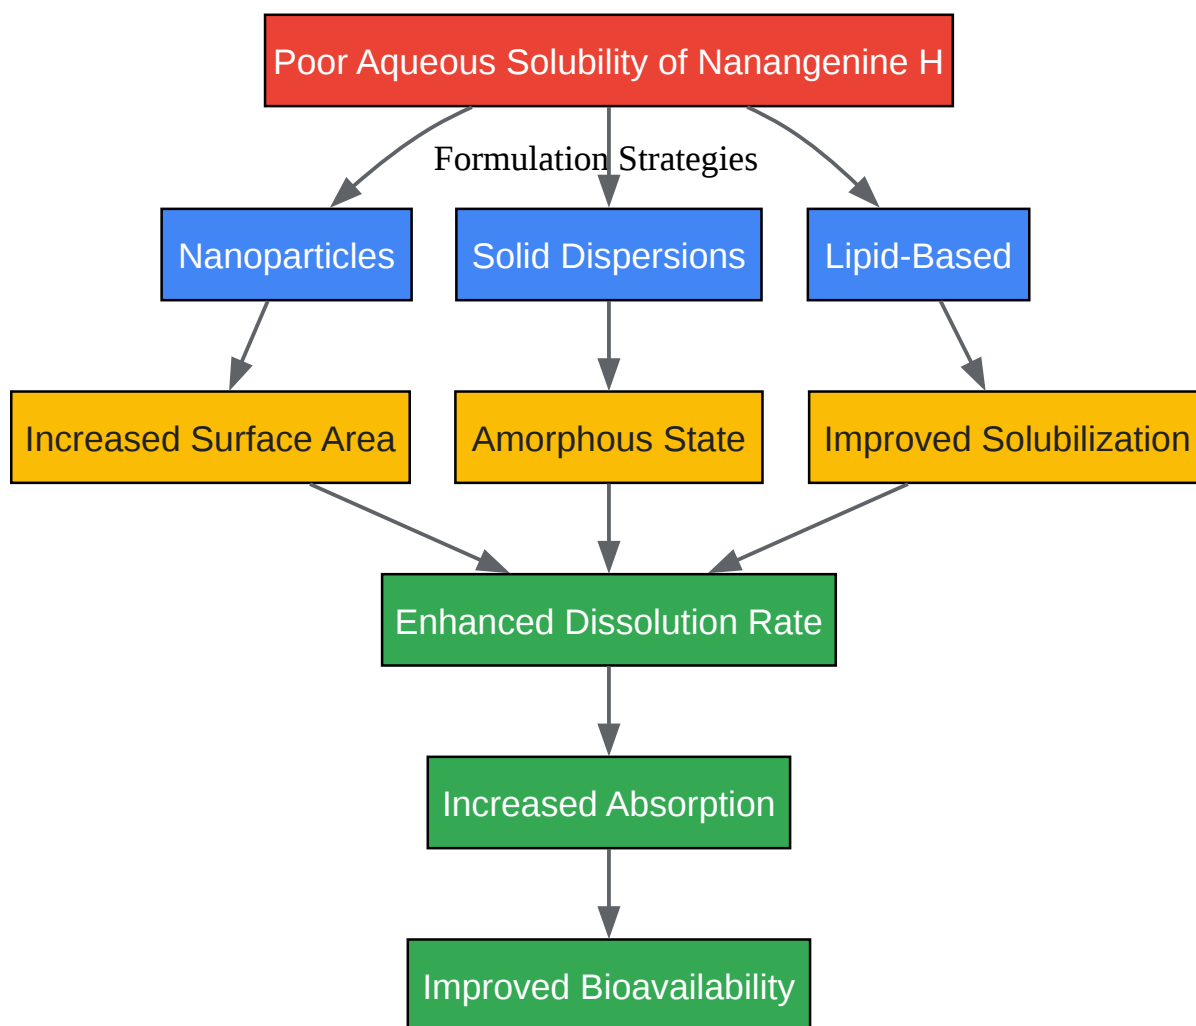 Poor Aqueous Solubility of Nanangenine H
Formulation Strategies
Nanoparticles
Solid Dispersions
Lipid-Based
Increased Surface Area
Amorphous State
Improved Solubilization
Enhanced Dissolution Rate
Increased Absorption
Improved Bioavailability